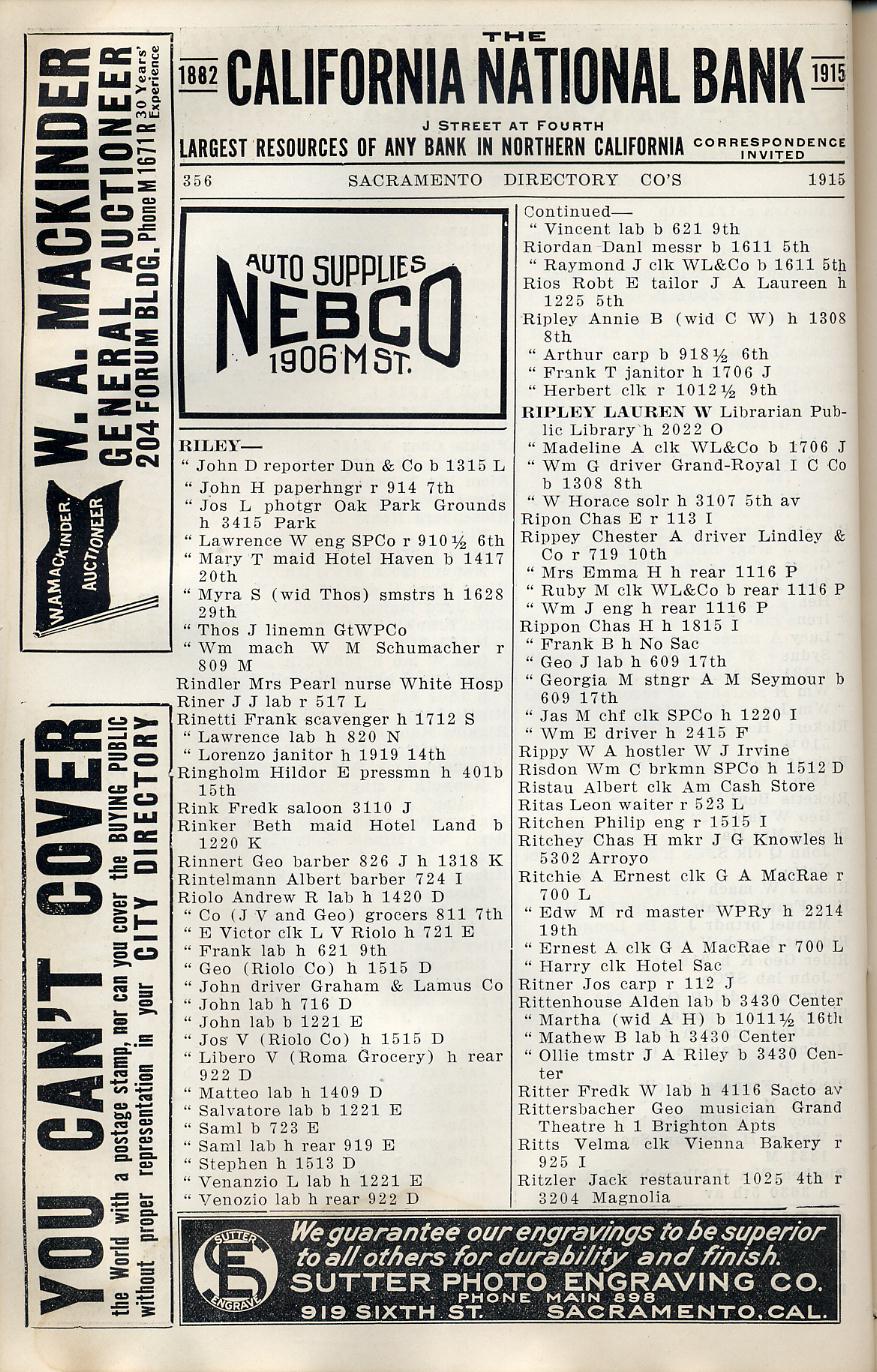 THE
1882 CALIFORNIA NATIONAL BANK 1915
J STREET AT FOURTH
LARGEST RESOURCES OF ANY BANK IN NORTHERN CALIFORNIA CORRESPONDENCE INVITED
356 SACRAMENTO DIRECTORY CO'S 1915
W. A. MACKINDER
GENERAL AUCTIONEER
204 FORUM BLDG. Phone M 1671 R 30 Years' Experience
W.A. MACKINDER.
AUCTIONEER
YOU CAN'T COVER
the World with a postage stamp, nor can you cover the BUYING PUBLIC
without proper representation in your CITY DIRECTORY
AUTO SUPPLIES
NEBCO
1906 M ST.
RILEY—
" John D reporter Dun & Co b 1315 L
" John H paperhngr r 914 7th
" Jos L photgr Oak Park Grounds
h 3415 Park
" Lawrence W eng SPCo r 910½ 6th
" Mary T maid Hotel Haven b 1417
20th
" Myra S (wid Thos) smstrs h 1628
29th
" Thos J linemn GtWPCo
" Wm mach W M Schumacher r
809 M
Rindler Mrs Pearl nurse White Hosp
Riner J J lab r 517 L
Rinetti Frank scavenger h 1712 S
" Lawrence lab h 820 N
" Lorenzo janitor h 1919 14th
Ringholm Hildor E pressmn h 401b
15th
Rink Fredk saloon 3110 J
Rinker Beth maid Hotel Land b
1220 K
Rinnert Geo barber 826 J h 1318 K
Rintelmann Albert barber 724 I
Riolo Andrew R lab h 1420 D
" Co (J V and Geo) grocers 811 7th
" E Victor clk L V Riolo h 721 E
" Frank lab h 621 9th
" Geo (Riolo Co) h 1515 D
" John driver Graham & Lamus Co
" John lab h 716 D
" John lab b 1221 E
" Jos V (Riolo Co) h 1515 D
" Libero V (Roma Grocery) h rear
922 D
" Matteo lab h 1409 D
" Salvatore lab b 1221 E
" Saml b 723 E
" Saml lab h rear 919 E
" Stephen h 1513 D
" Venanzio L lab h 1221 E
" Venozio lab h rear 922 D
Continued—
" Vincent lab b 621 9th
Riordan Danl messr b 1611 5th
" Raymond J clk WL&Co b 1611 5th
Rios Robt E tailor J A Laureen h
1225 5th
Ripley Annie B (wid C W) h 1308
8th
" Arthur carp b 918½ 6th
" Frank T janitor h 1706 J
" Herbert clk r 1012½ 9th
RIPLEY LAUREN W Librarian Pub-
lic Library h 2022 O
" Madeline A clk WL&Co b 1706 J
" Wm G driver Grand-Royal I C Co
b 1308 8th
" W Horace solr h 3107 5th av
Ripon Chas E r 113 I
Rippey Chester A driver Lindley &
Co r 719 10th
" Mrs Emma H h rear 1116 P
" Ruby M clk WL&Co b rear 1116 P
" Wm J eng h rear 1116 P
Rippon Chas H h 1815 I
" Frank B h No Sac
" Geo J lab h 609 17th
" Georgia M stngr A M Seymour b
609 17th
" Jas M chf clk SPCo h 1220 I
" Wm E driver h 2415 F
Rippy W A hostler W J Irvine
Risdon Wm C brkmn SPCo h 1512 D
Ristau Albert clk Am Cash Store
Ritas Leon waiter r 523 L
Ritchen Philip eng r 1515 I
Ritchey Chas H mkr J G Knowles h
5302 Arroyo
Ritchie A Ernest clk G A MacRae r
700 L
" Edw M rd master WPRy h 2214
19th
" Ernest A clk G A MacRae r 700 L
" Harry clk Hotel Sac
Ritner Jos carp r 112 J
Rittenhouse Alden lab b 3430 Center
" Martha (wid A H) b 1011½ 16th
" Mathew B lab h 3430 Center
" Ollie tmstr J A Riley b 3430 Cen-
ter
Ritter Fredk W lab h 4116 Sacto av
Rittersbacher Geo musician Grand
Theatre h 1 Brighton Apts
Ritts Velma clk Vienna Bakery r
925 I
Ritzler Jack restaurant 1025 4th r
3204 Magnolia
SUTTER
ENGRAVE
We guarantee our engravings to be superior
to all others for durability and finish.
SUTTER PHOTO ENGRAVING CO.
PHONE MAIN 898
919 SIXTH ST. SACRAMENTO, CAL.